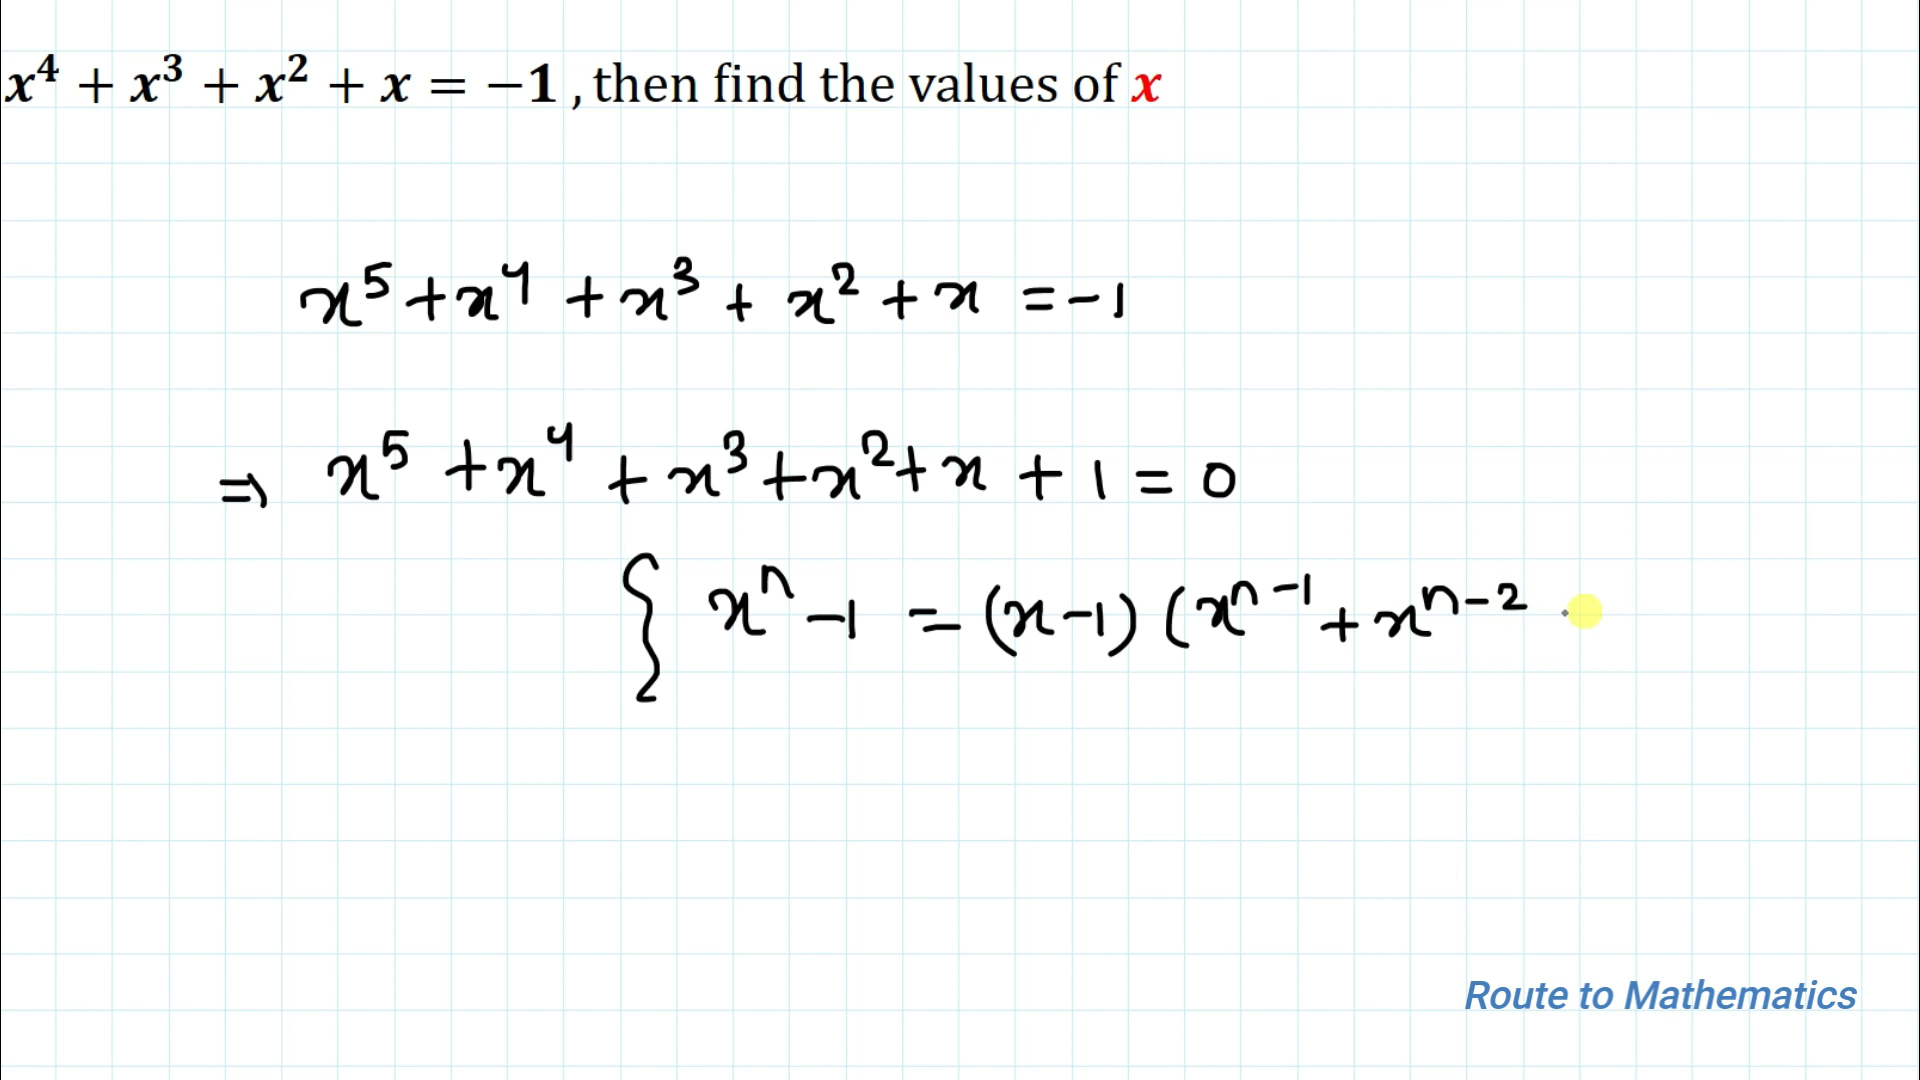 x⁴ + x³ + x² + x = −1 , then find the values of x
x⁵ + x⁴ + x³ + x² + x = -1
⇒ x⁵ + x⁴ + x³ + x² + x + 1 = 0
{ xⁿ - 1 = (x-1) (xⁿ⁻¹ + xⁿ⁻²
Route to Mathematics